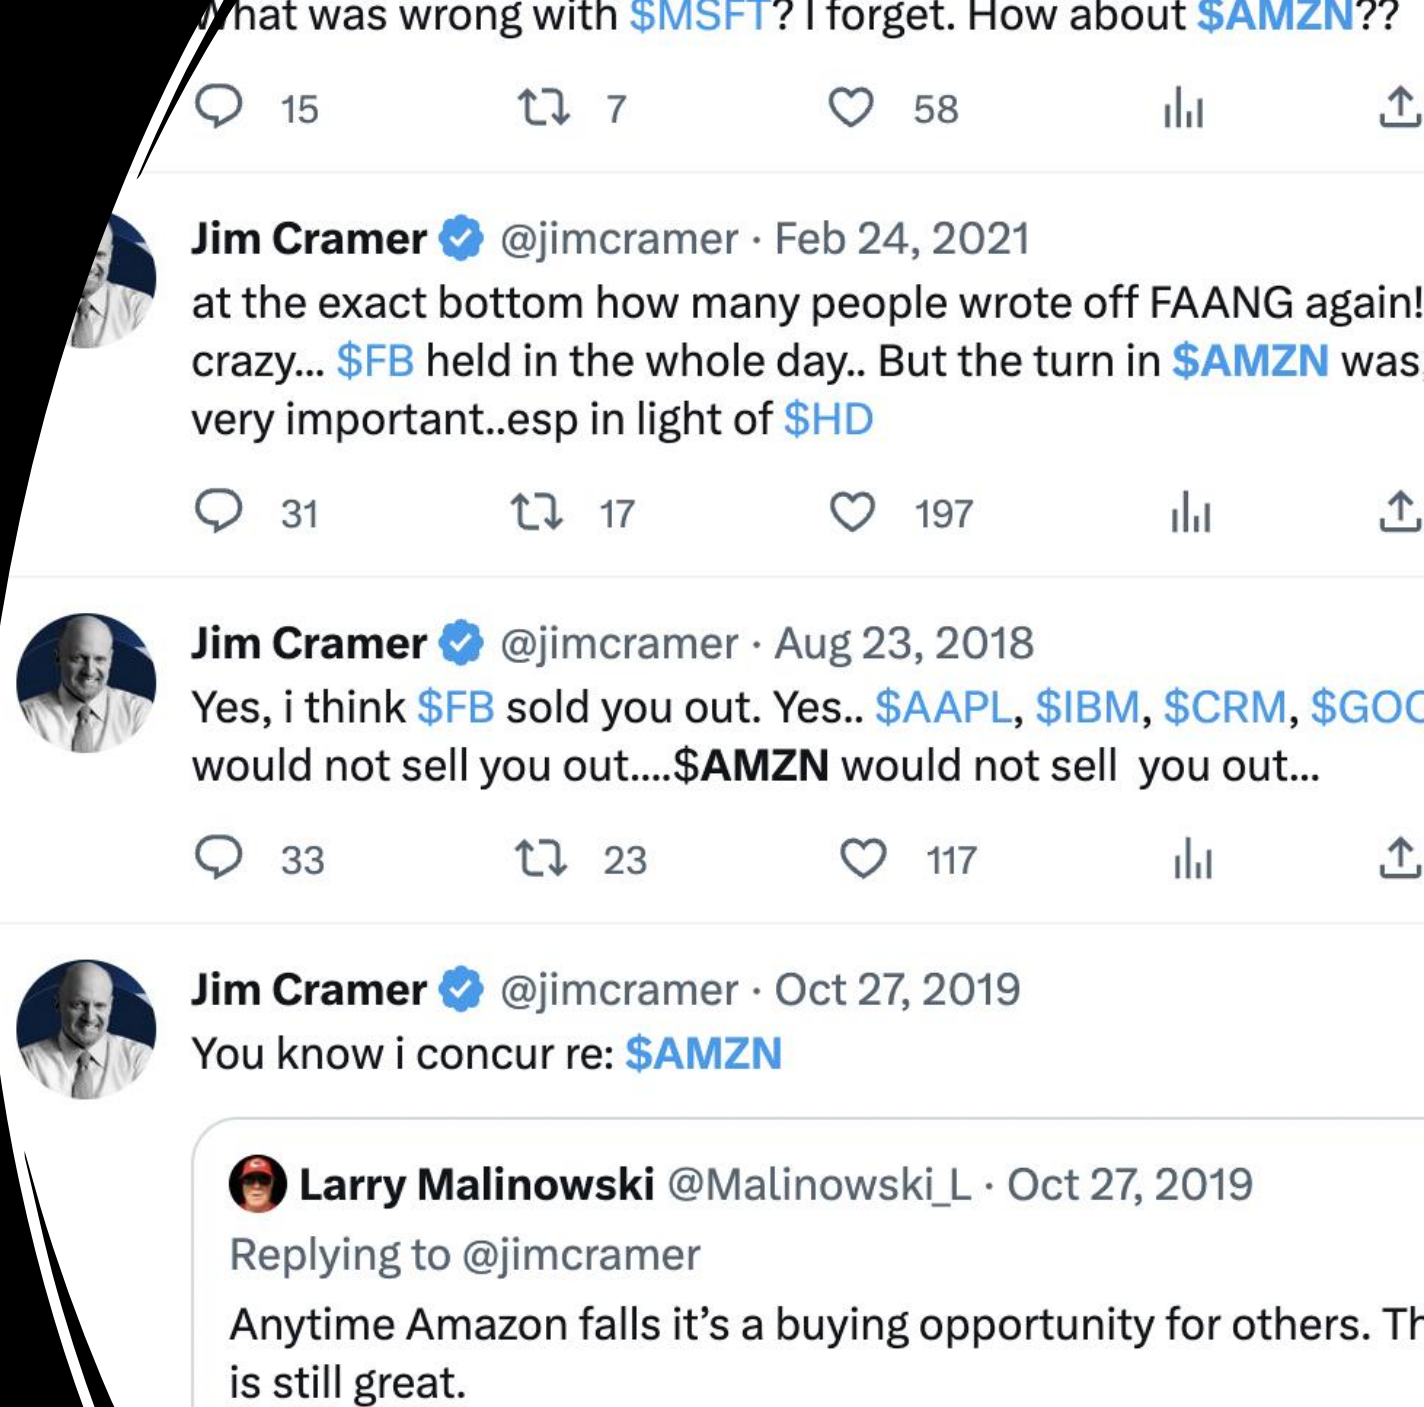 What was wrong with $MSFT? I forget. How about $AMZN??
15 7 58
Jim Cramer @jimcramer · Feb 24, 2021
at the exact bottom how many people wrote off FAANG again!
crazy... $FB held in the whole day.. But the turn in $AMZN was,
very important..esp in light of $HD
31 17 197
Jim Cramer @jimcramer · Aug 23, 2018
Yes, i think $FB sold you out. Yes.. $AAPL, $IBM, $CRM,
would not sell you out....$AMZN would not sell  you out...
33 23 117
Jim Cramer @jimcramer · Oct 27, 2019
You know i concur re: $AMZN
Larry Malinowski @Malinowski_L · Oct 27, 2019
Replying to @jimcramer
Anytime Amazon falls it’s a buying opportunity for others.
is still great.